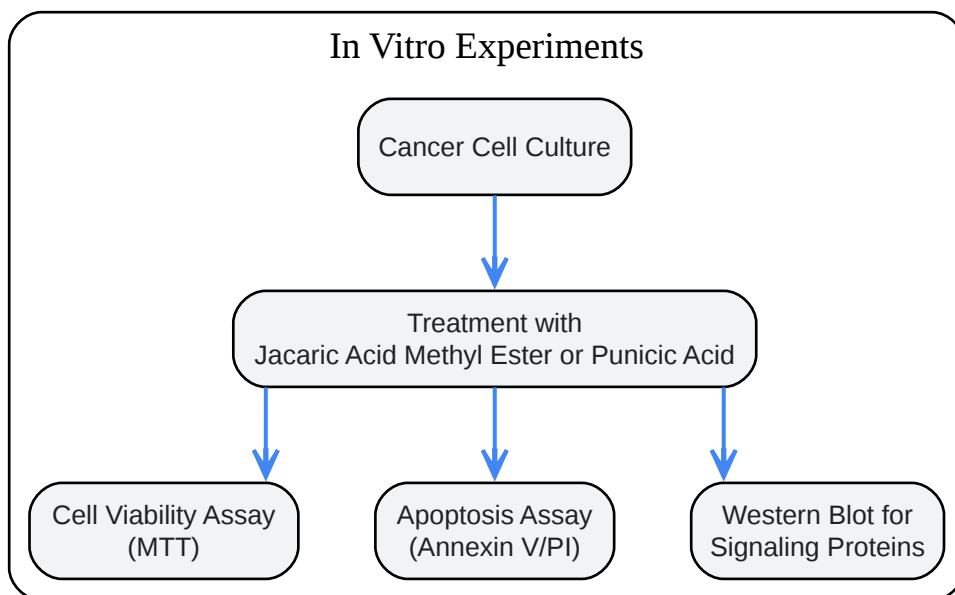 In Vitro Experiments
Cancer Cell Culture
Treatment with
Jacaric Acid Methyl Ester or Punicic Acid
Cell Viability Assay
(MTT)
Apoptosis Assay
(Annexin V/PI)
Western Blot for
Signaling Proteins